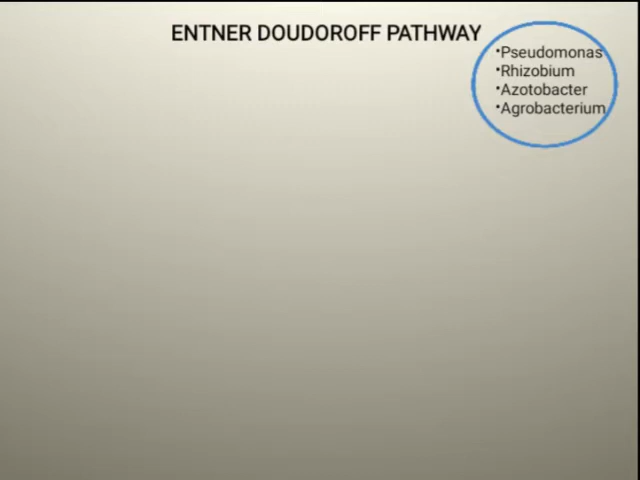 ENTNER DOUDOROFF PATHWAY
•Pseudomonas
•Rhizobium
•Azotobacter
•Agrobacterium